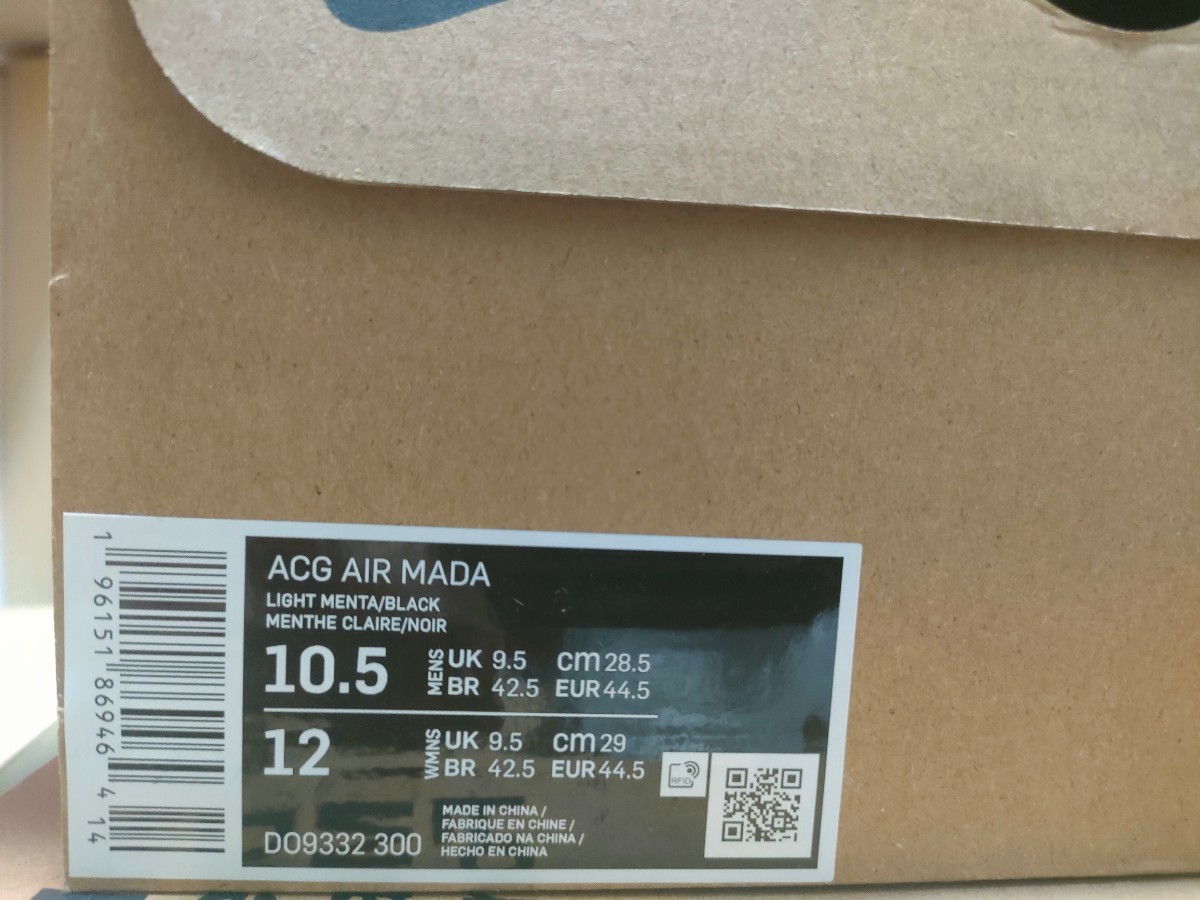 1 96151 86946 4 14
ACG AIR MADA
LIGHT MENTA/BLACK
MENTHE CLAIRE/NOIR
10.5 MENS UK 9.5 cm 28.5
BR 42.5 EUR 44.5
12 WMNS UK 9.5 cm 29
BR 42.5 EUR 44.5
RFID
MADE IN CHINA /
FABRIQUE EN CHINE /
FABRICADO NA CHINA /
HECHO EN CHINA
DO9332 300